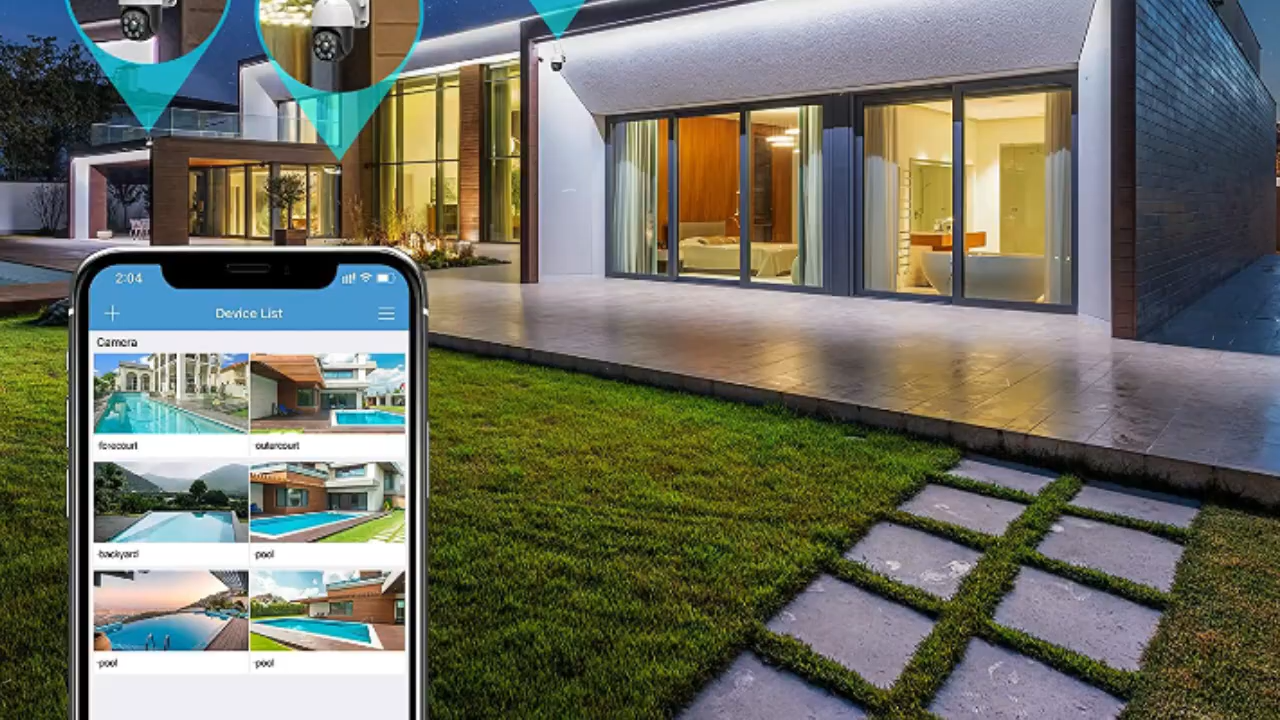 2:04
Device List
Camera
forecourt
outercourt
backyard
pool
pool
pool